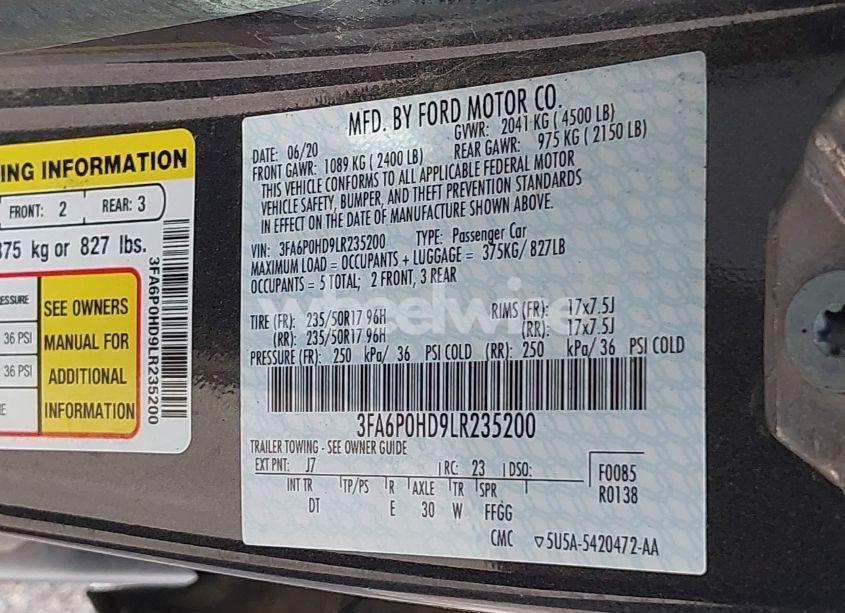 ING INFORMATION
FRONT: 2 REAR: 3
375 kg or 827 lbs.
ESSURE
SEE OWNERS
MANUAL FOR
ADDITIONAL
INFORMATION
36 PSI
36 PSI
E
3FA6P0HD9LR235200
MFD. BY FORD MOTOR CO.
DATE: 06/20 GVWR: 2041 KG ( 4500 LB)
FRONT GAWR: 1089 KG ( 2400 LB) REAR GAWR: 975 KG ( 2150 LB)
THIS VEHICLE CONFORMS TO ALL APPLICABLE FEDERAL MOTOR
VEHICLE SAFETY, BUMPER, AND THEFT PREVENTION STANDARDS
IN EFFECT ON THE DATE OF MANUFACTURE SHOWN ABOVE.
VIN: 3FA6P0HD9LR235200 TYPE: Passenger Car
MAXIMUM LOAD = OCCUPANTS + LUGGAGE = 375KG/ 827LB
OCCUPANTS = 5 TOTAL; 2 FRONT, 3 REAR
wheelwire
TIRE (FR): 235/50R17 96H RIMS (FR): 17x7.5J
(RR): 235/50R17 96H (RR): 17x7.5J
PRESSURE (FR): 250 kPa/ 36 PSI COLD (RR): 250 kPa/ 36 PSI COLD
3FA6P0HD9LR235200
TRAILER TOWING - SEE OWNER GUIDE
EXT PNT: J7 RC: 23 DSO:
INT TR TP/PS R AXLE TR SPR
DT E 30 W FFGG
F0085
R0138
CMC ▽5U5A-5420472-AA